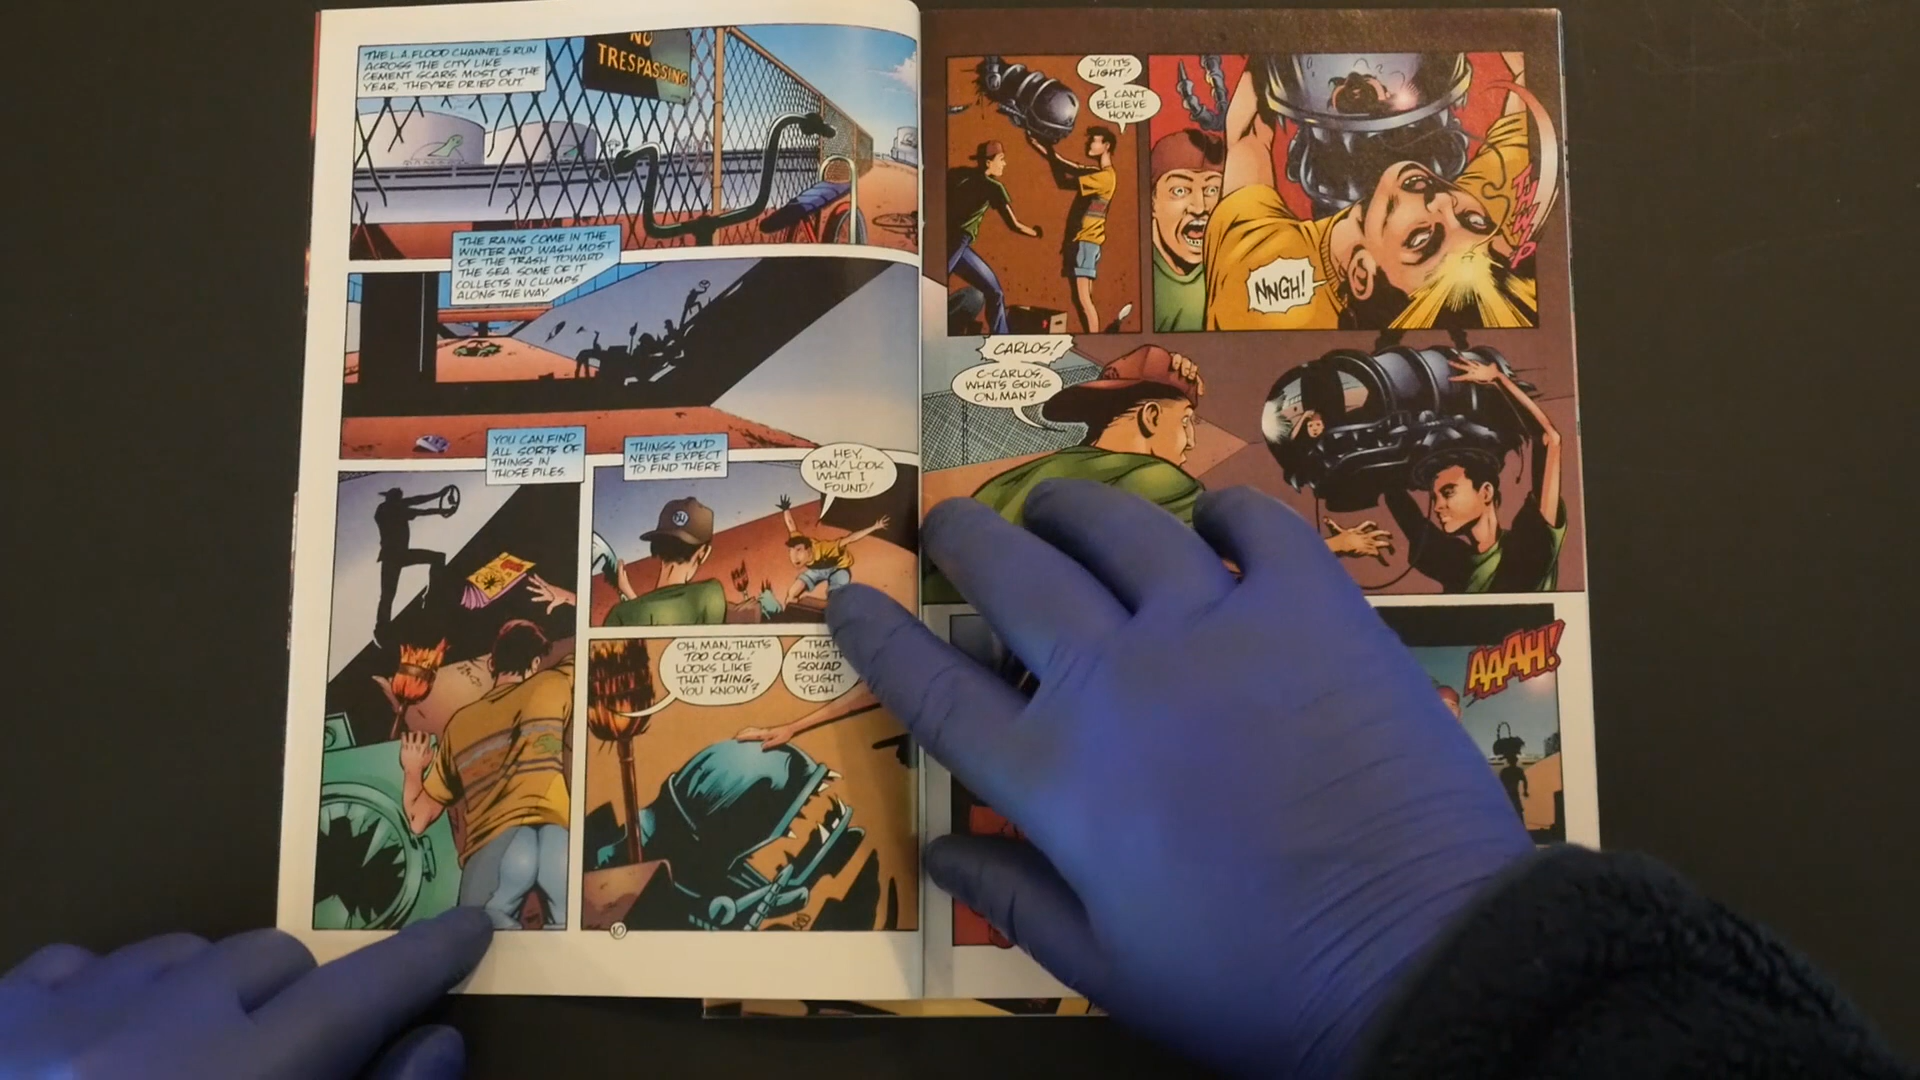 THE L.A. FLOOD CHANNELS RUN
ACROSS THE CITY LIKE
CEMENT SCARS. MOST OF THE
YEAR, THEY'RE DRIED OUT.
NO
TRESPASSING
THE RAINS COME IN THE
WINTER AND WASH MOST
OF THE TRASH TOWARD
THE SEA. SOME OF IT
COLLECTS IN CLUMPS
ALONG THE WAY.
YOU CAN FIND
ALL SORTS OF
THINGS IN
THOSE PILES.
THINGS YOU'D
NEVER EXPECT
TO FIND THERE
HEY,
DAN! LOOK
WHAT I
FOUND!
OH, MAN, THAT'S
TOO COOL!
LOOKS LIKE
THAT THING,
YOU KNOW?
THAT
THING TH
SQUAD
FOUGHT.
YEAH.
10
YO! IT'S
LIGHT!
I CAN'T
BELIEVE
HOW--
THWIP
NNGH!
CARLOS!
C-CARLOS,
WHAT'S GOING
ON, MAN?
AAAH!